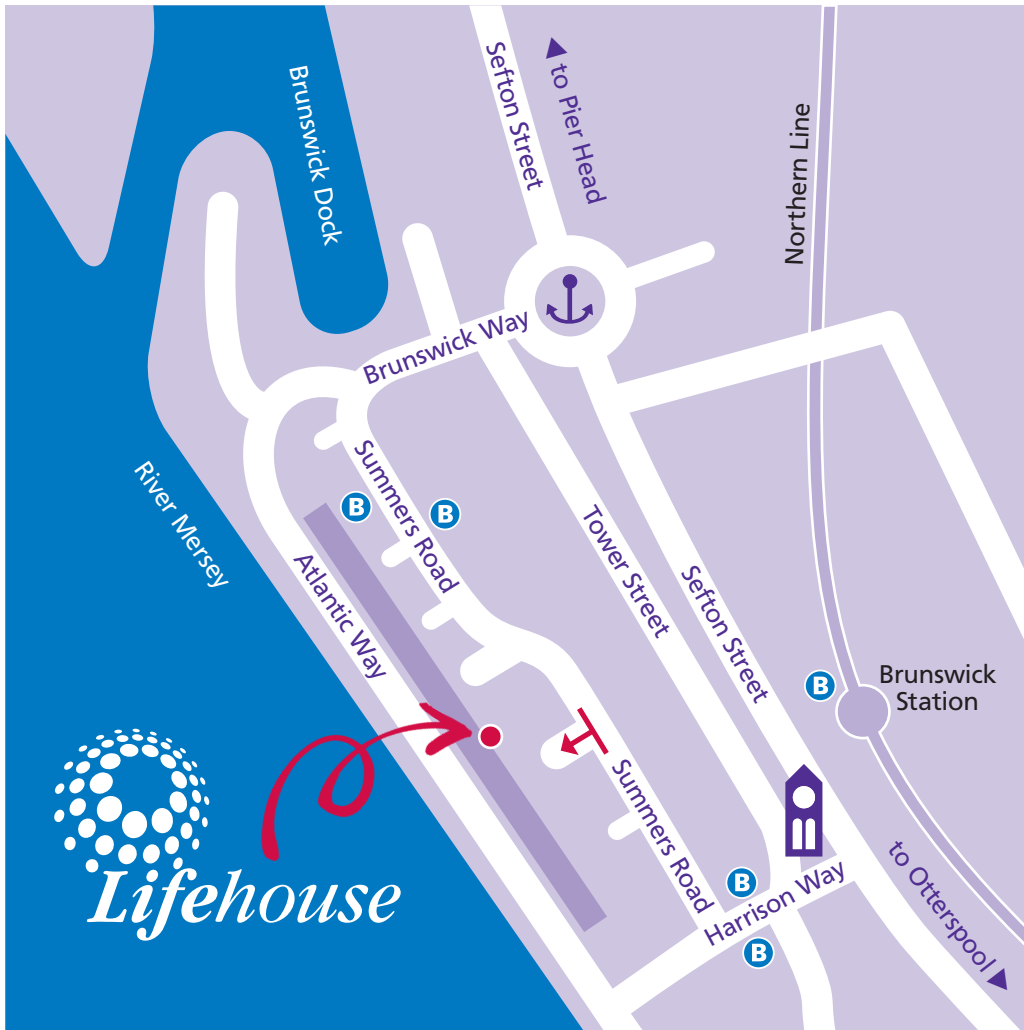 Sefton Street
to Pier Head
Brunswick Dock
Northern Line
Brunswick Way
River Mersey
Summers Road
B
B
Atlantic Way
Tower Street
Sefton Street
B
Brunswick
Station
Summers Road
Lifehouse
B
Harrison Way
B
to Otterspool